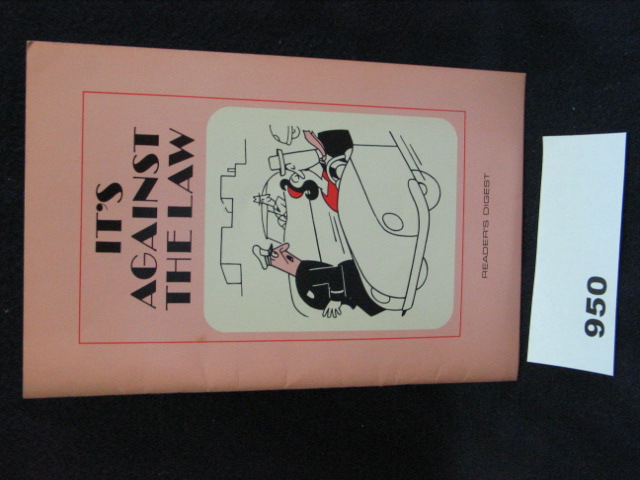 IT'S
AGAINST
THE LAW
READER'S DIGEST
950